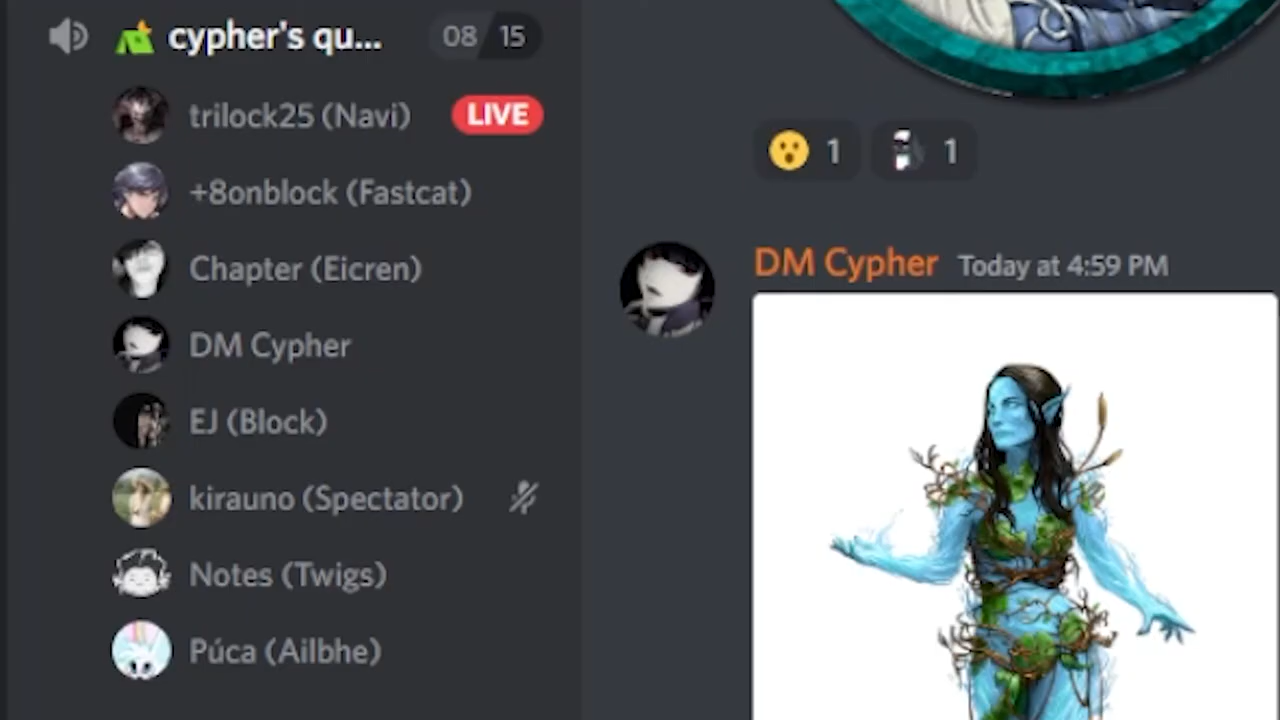 cypher's qu... 08 15
trilock25 (Navi) LIVE
+8onblock (Fastcat)
Chapter (Eicren)
DM Cypher
EJ (Block)
kirauno (Spectator)
Notes (Twigs)
Púca (Ailbhe)
1 1
DM Cypher Today at 4:59 PM